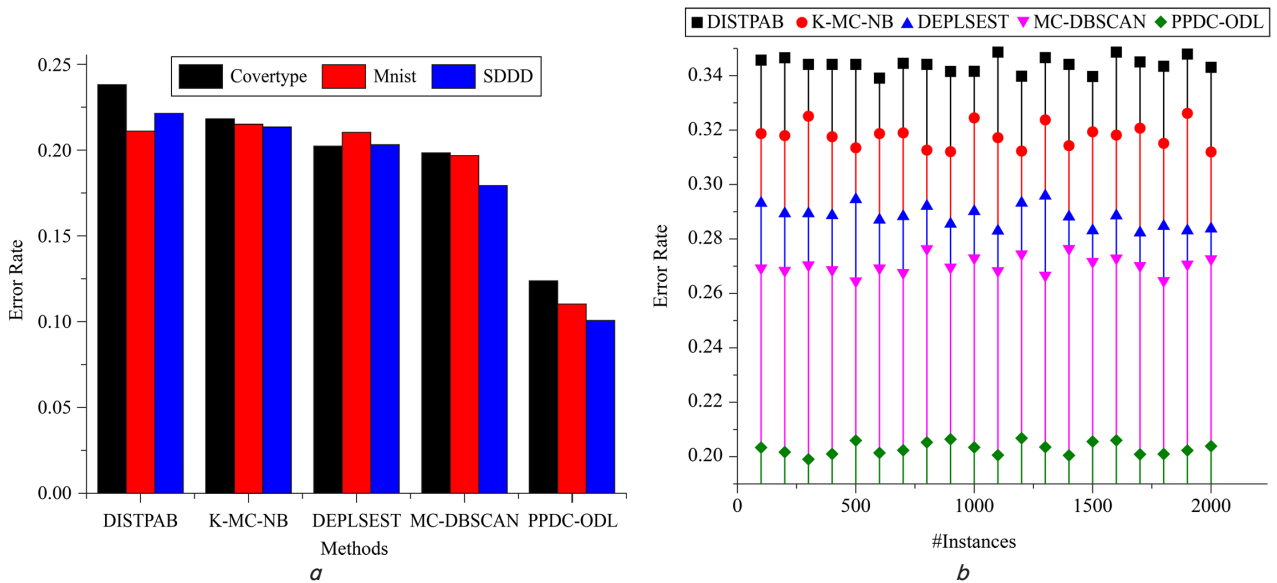 Covertype Mnist SDDD
0.25
0.20
0.15
0.10
0.05
0.00
Error Rate
DISTPAB K-MC-NB DEPLSEST MC-DBSCAN PPDC-ODL
Methods
a
DISTPAB K-MC-NB DEPLSEST MC-DBSCAN PPDC-ODL
0.34
0.32
0.30
0.28
0.26
0.24
0.22
0.20
Error Rate
0 500 1000 1500 2000
#Instances
b